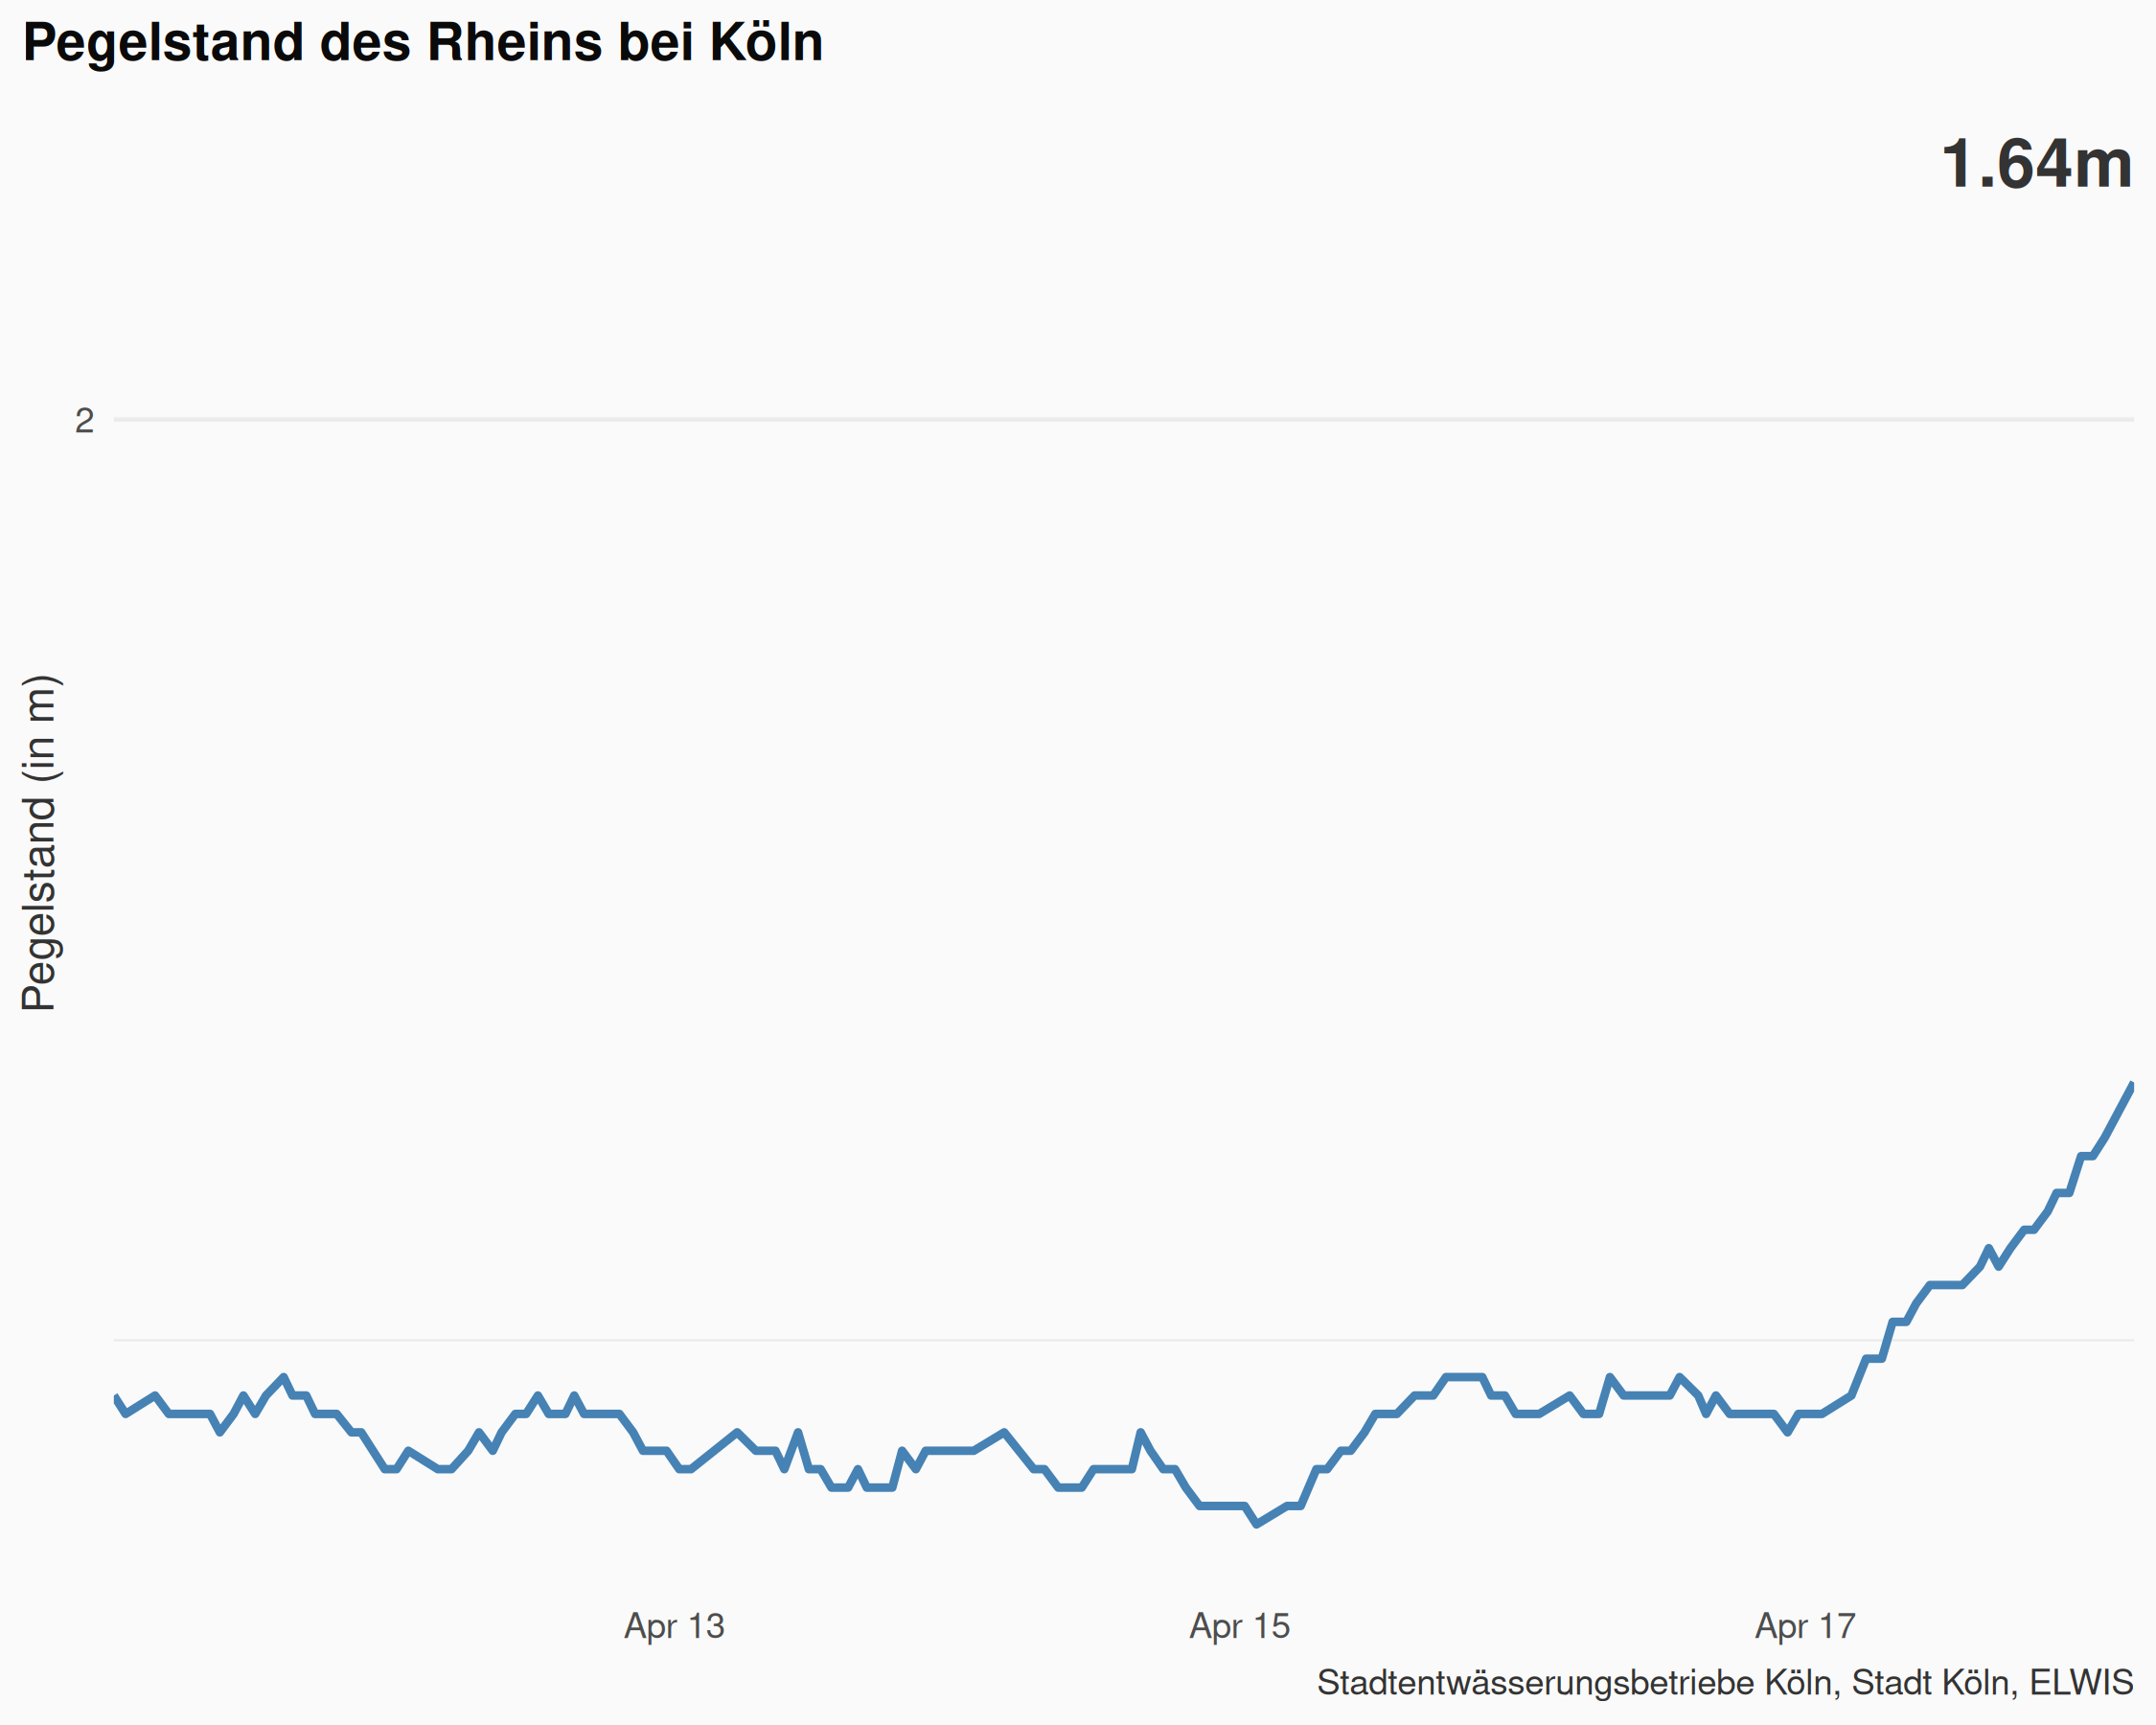 Pegelstand des Rheins bei Köln
1.64m
2
Pegelstand (in m)
Apr 13
Apr 15
Apr 17
Stadtentwässerungsbetriebe Köln, Stadt Köln, ELWIS